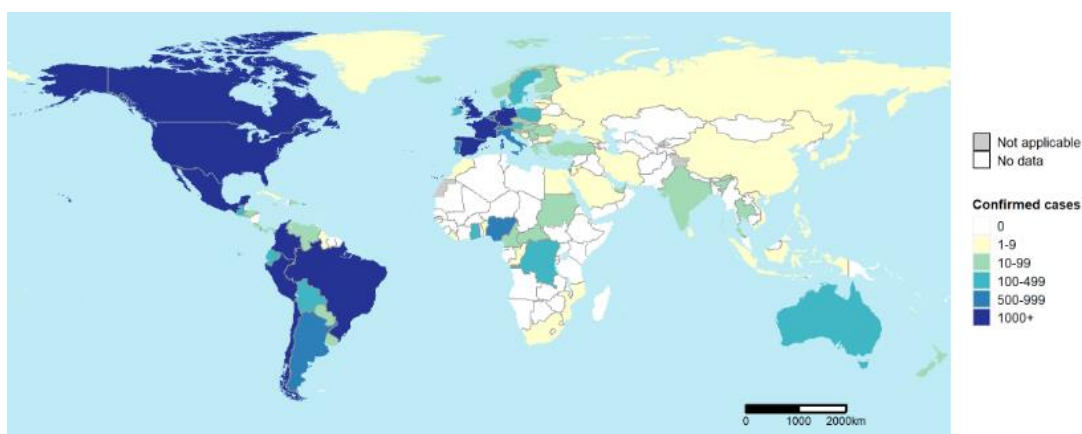 Not applicable
No data
Confirmed cases
0
1-9
10-99
100-499
500-999
1000+
0 1000 2000km